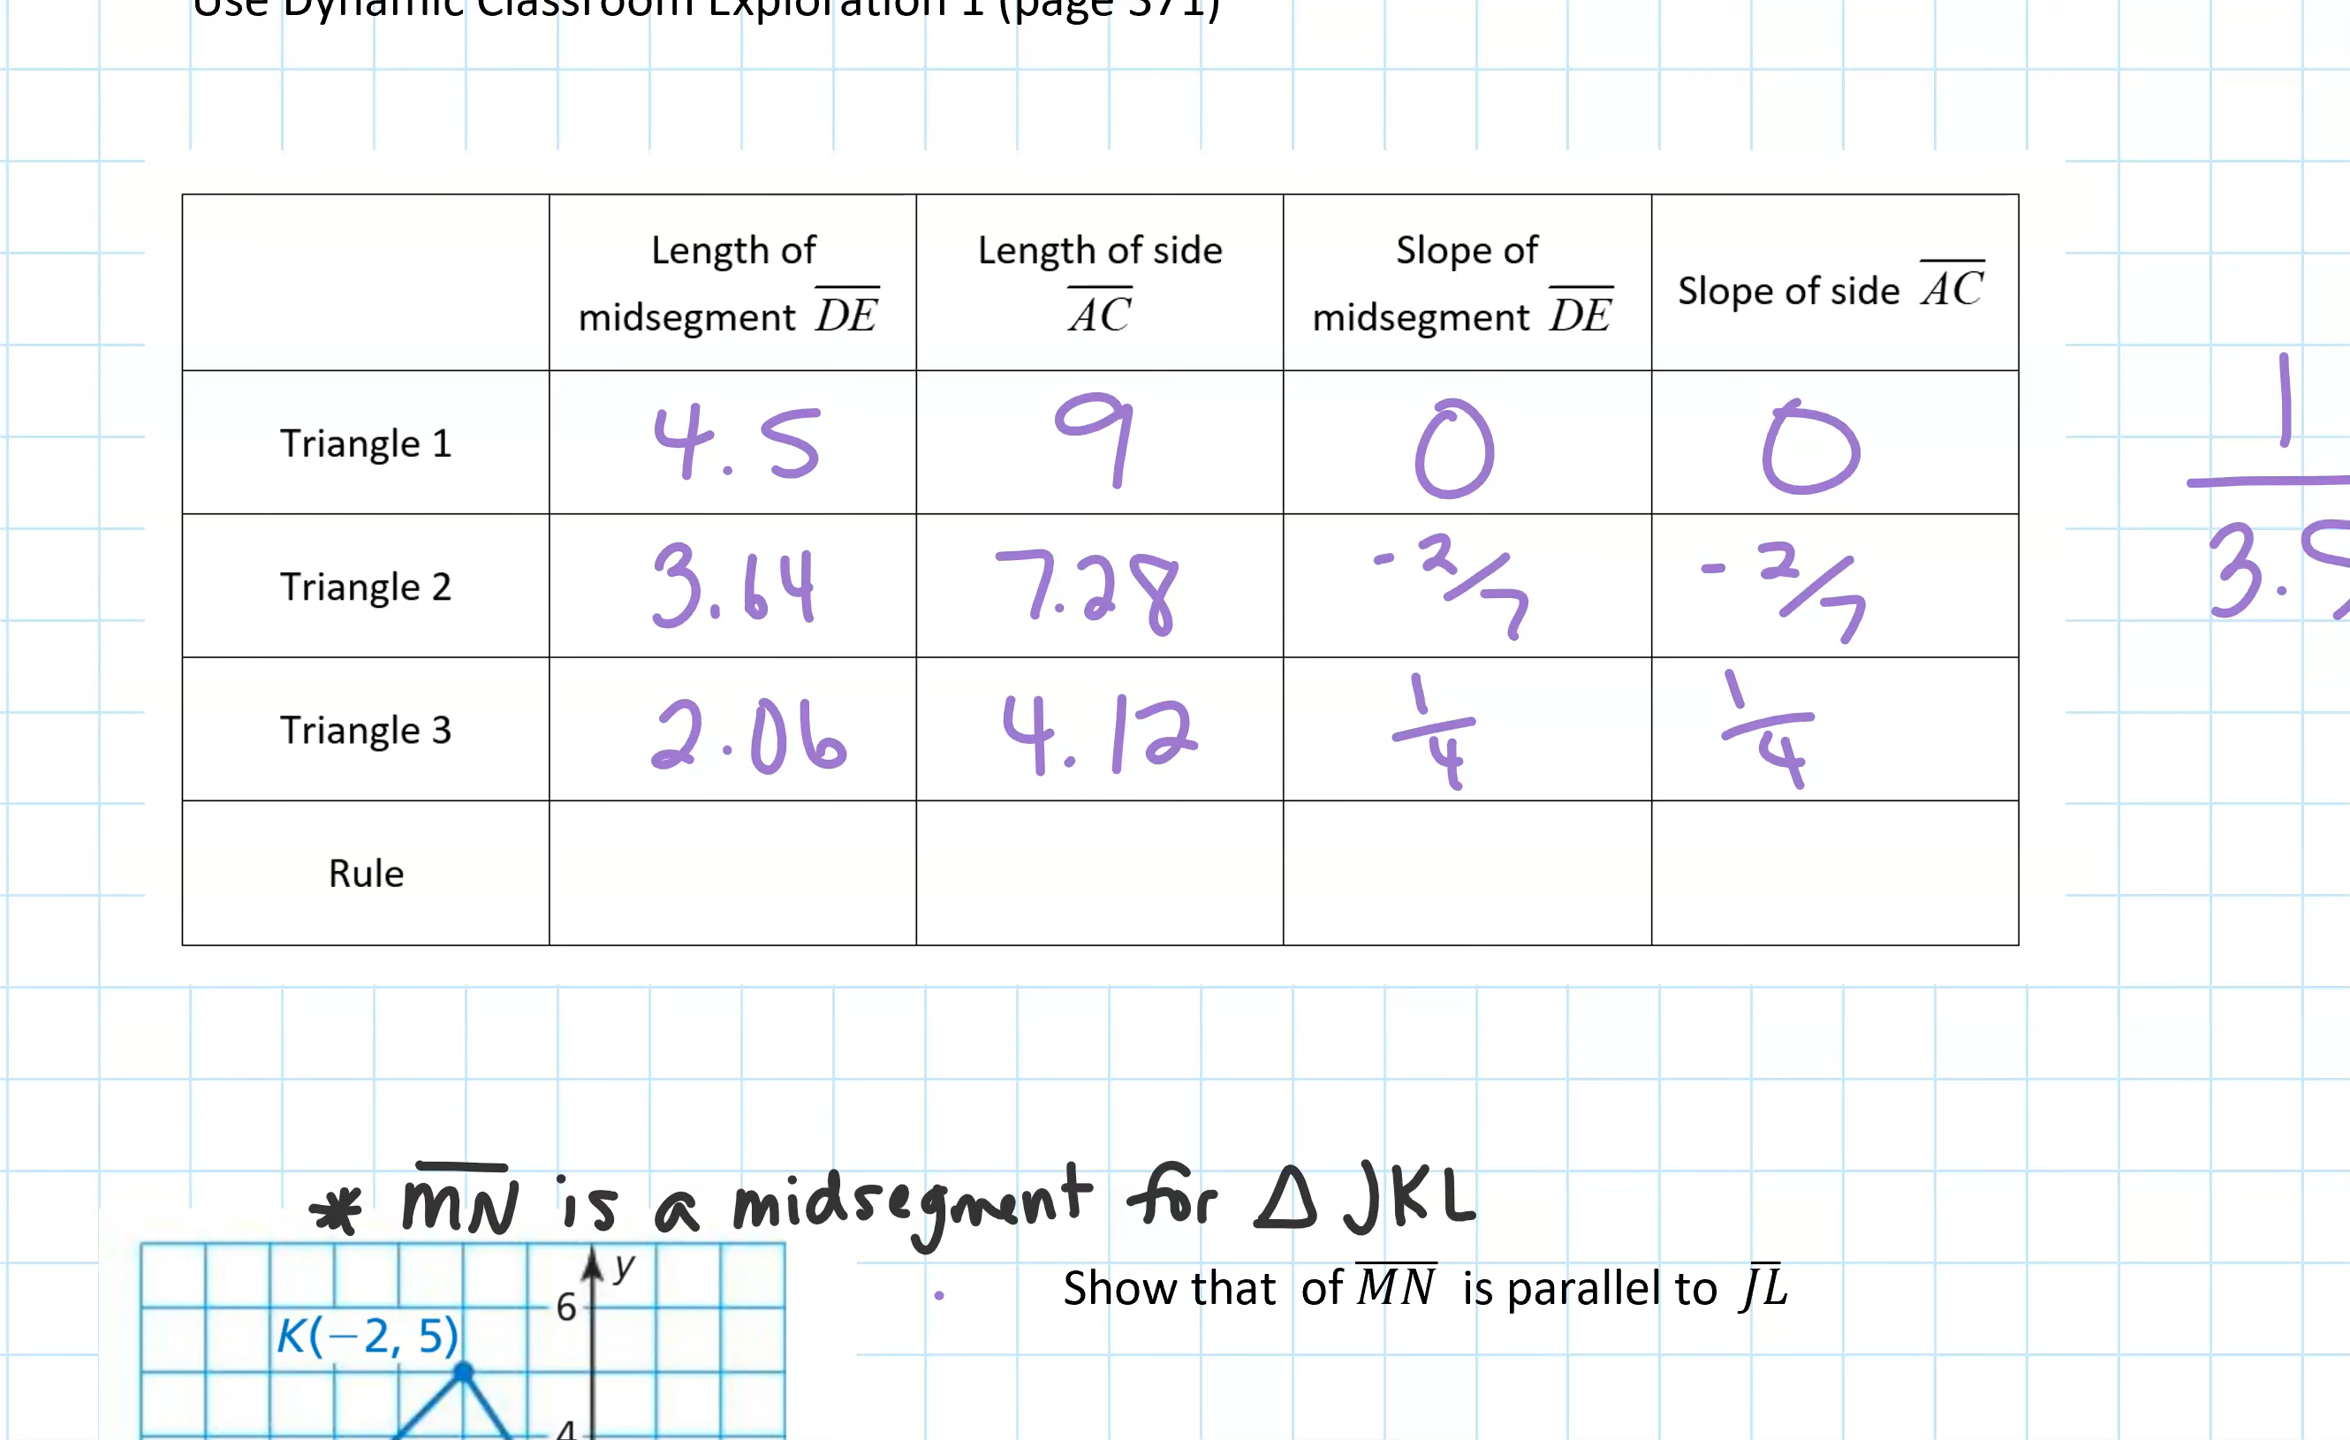 Use Dynamic Classroom Exploration 1 (page 371)
Length of midsegment DE Length of side AC Slope of midsegment DE Slope of side AC
Triangle 1 4.5 9 0 0
Triangle 2 3.64 7.28 -2/7 -2/7
Triangle 3 2.06 4.12 1/4 1/4
Rule
1
3.5
* MN is a midsegment for △ JKL
Show that of MN is parallel to JL
y
6
K(−2, 5)
4